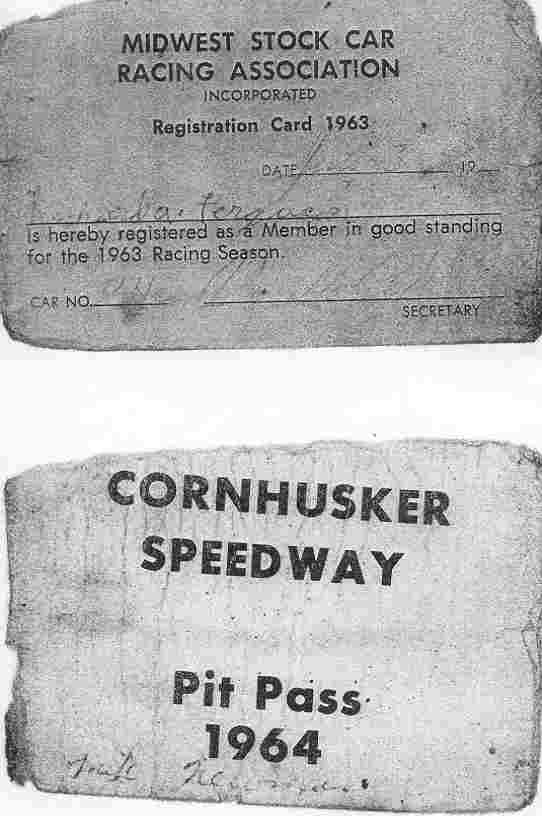 MIDWEST STOCK CAR
RACING ASSOCIATION
INCORPORATED
Registration Card 1963
DATE 19
is hereby registered as a Member in good standing
for the 1963 Racing Season.
CAR NO.
SECRETARY
CORNHUSKER
SPEEDWAY
Pit Pass
1964